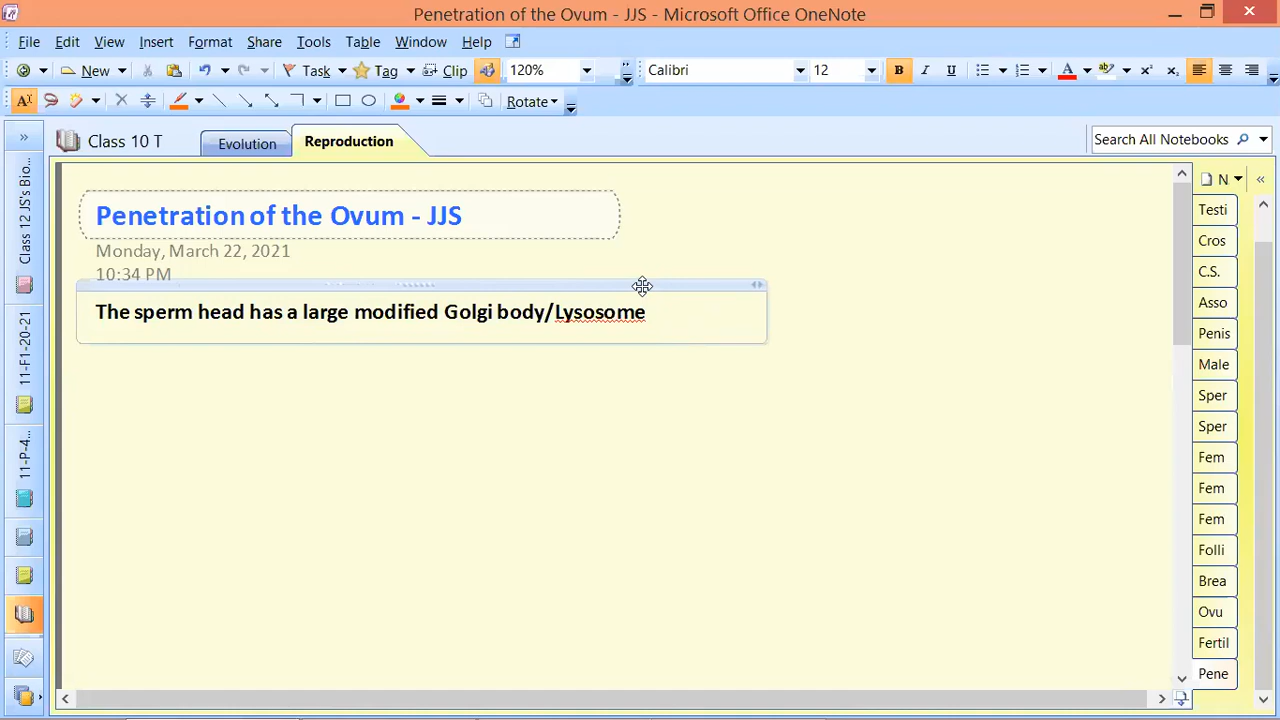 Penetration of the Ovum - JJS - Microsoft Office OneNote
File Edit View Insert Format Share Tools Table Window Help
New Task Tag Clip 120% Calibri 12 B I U
Rotate
Class 10 T Evolution Reproduction Search All Notebooks
Penetration of the Ovum - JJS
Monday, March 22, 2021
10:34 PM
The sperm head has a large modified Golgi body/Lysosome
Class 12 JS's Bio...
11-F1-20-21
11-P-4...
N
Testi
Cros
C.S.
Asso
Penis
Male
Sper
Sper
Fem
Fem
Fem
Folli
Brea
Ovu
Fertil
Pene